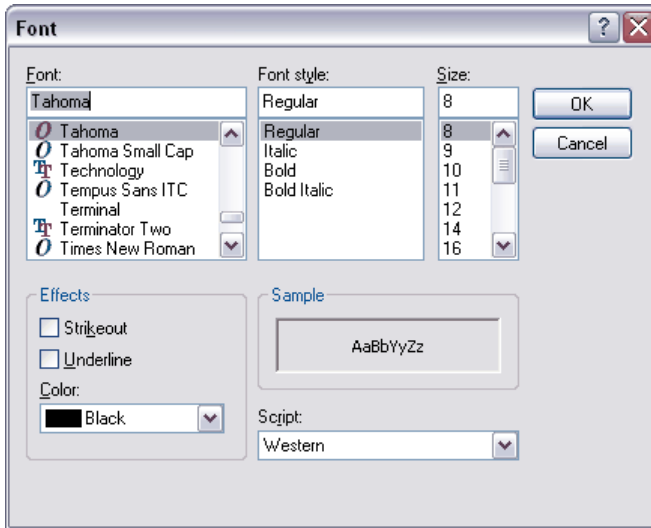 Font
Font: Font style: Size:
Tahoma Regular 8 OK
Tahoma Regular 8 Cancel
Tahoma Small Cap Italic 9
Technology Bold 10
Tempus Sans ITC Bold Italic 11
Terminal 12
Terminator Two 14
Times New Roman 16
Effects Sample
Strikeout
Underline AaBbYyZz
Color:
Black Script:
Western